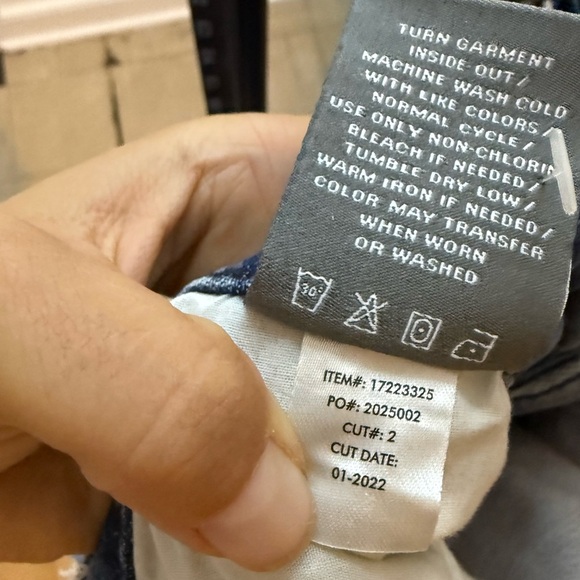 TURN GARMENT
INSIDE OUT/
MACHINE WASH COLD
WITH LIKE COLORS/
NORMAL CYCLE/
USE ONLY NON-CHLORIN
BLEACH IF NEEDED/
TUMBLE DRY LOW/
WARM IRON IF NEEDED/
COLOR MAY TRANSFER
WHEN WORN
OR WASHED
30°
ITEM#: 17223325
PO#: 2025002
CUT#: 2
CUT DATE:
01-2022